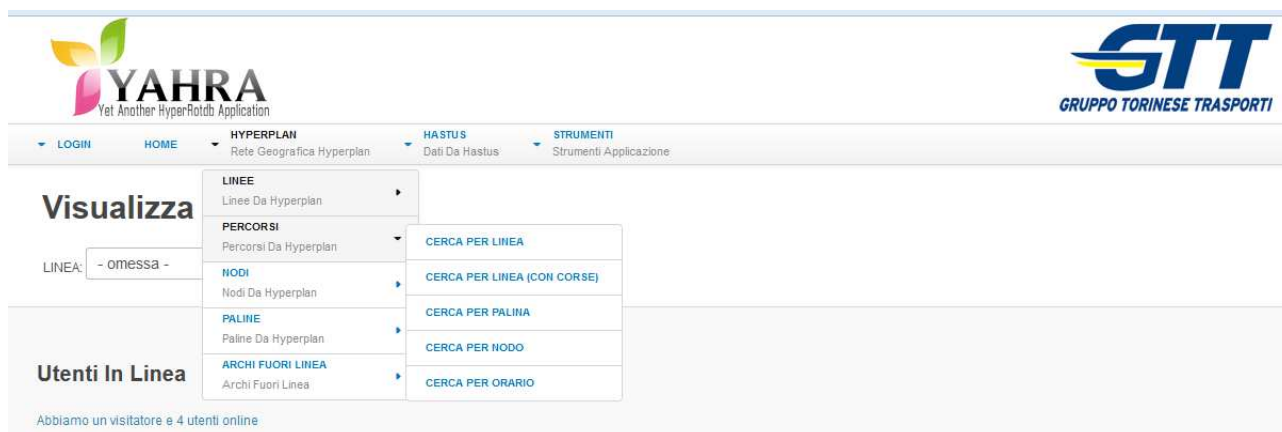 YAHRA
Yet Another HyperRotdb Application
GTT
GRUPPO TORINESE TRASPORTI
LOGIN
HOME
HYPERPLAN
Rete Geografica Hyperplan
HASTUS
Dati Da Hastus
STRUMENTI
Strumenti Applicazione
Visualizza
LINEA: - omessa -
LINEE
Linee Da Hyperplan
PERCORSI
Percorsi Da Hyperplan
NODI
Nodi Da Hyperplan
PALINE
Paline Da Hyperplan
ARCHI FUORI LINEA
Archi Fuori Linea
CERCA PER LINEA
CERCA PER LINEA (CON CORSE)
CERCA PER PALINA
CERCA PER NODO
CERCA PER ORARIO
Utenti In Linea
Abbiamo un visitatore e 4 utenti online